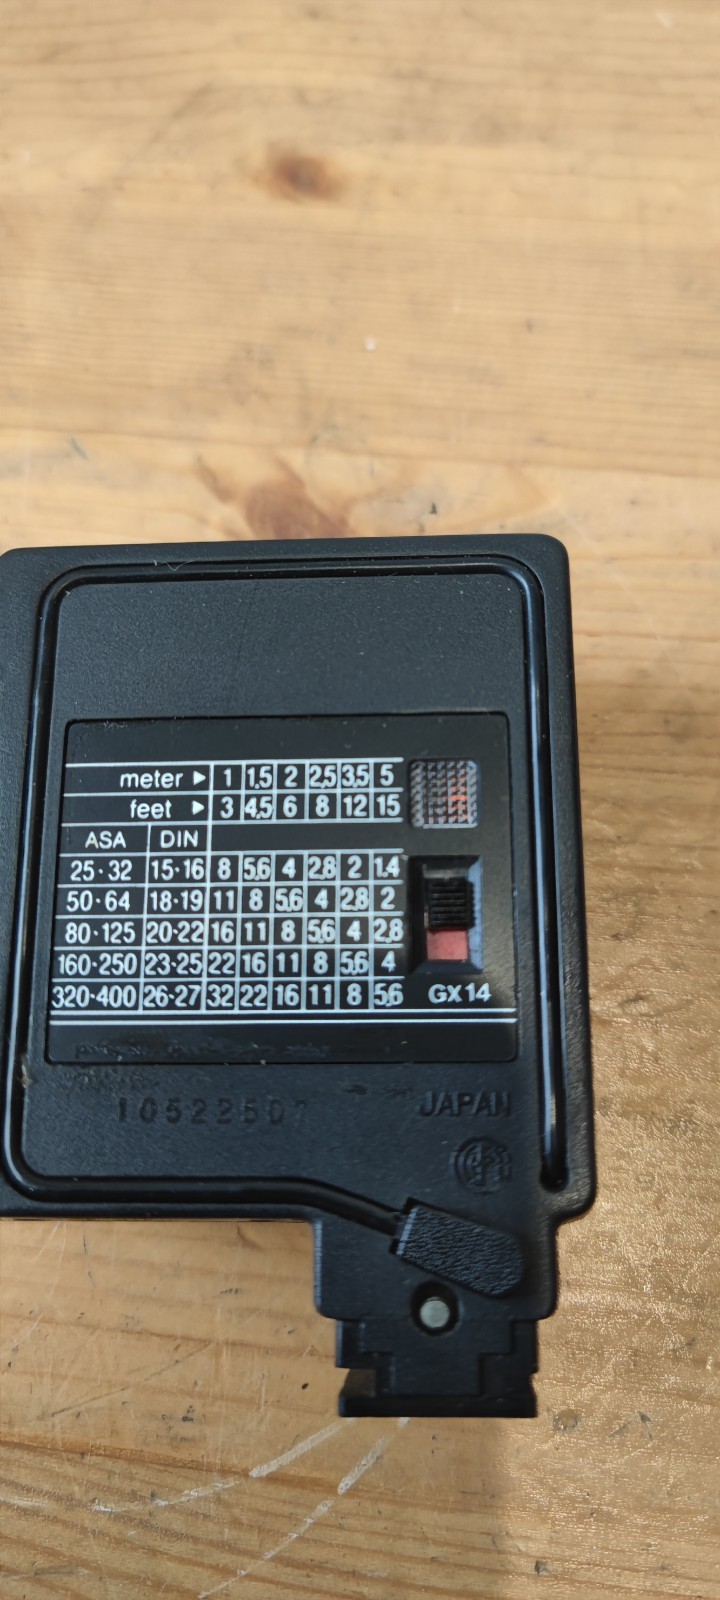 meter ▶ 1 1,5 2 2,5 3,5 5
feet ▶ 3 4,5 6 8 12 15
ASA DIN
25·32 15·16 8 5,6 4 2,8 2 1,4
50·64 18·19 11 8 5,6 4 2,8 2
80·125 20·22 16 11 8 5,6 4 2,8
160·250 23·25 22 16 11 8 5,6 4
320·400 26·27 32 22 16 11 8 5,6 GX14
10522507 JAPAN